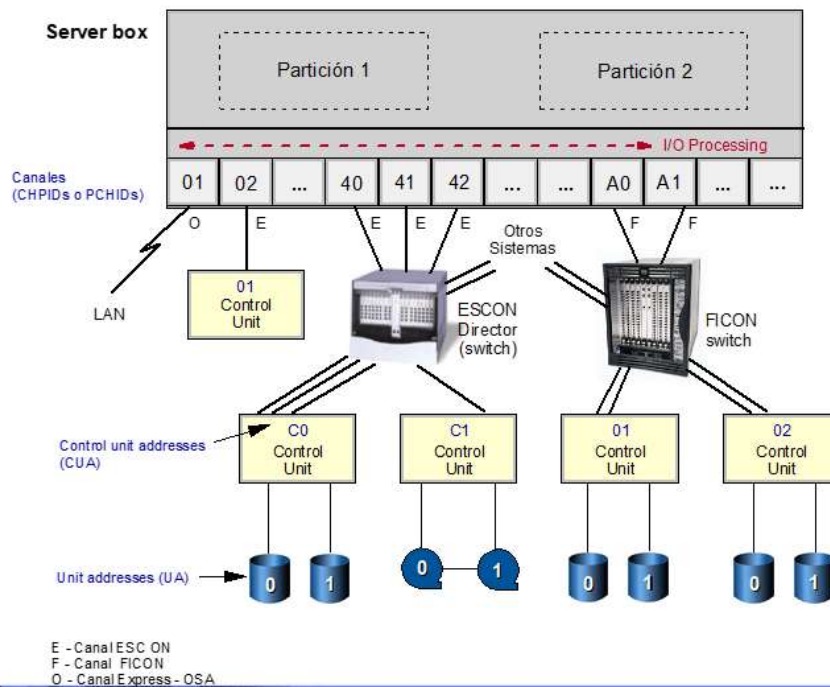 Server box
Partición 1
Partición 2
I/O Processing
Canales
(CHPIDs o PCHIDs)
01 02 ... 40 41 42 ... ... A0 A1 ... ...
O E E E E F F
Otros
Sistemas
LAN
01
Control
Unit
ESCON
Director
(switch)
FICON
switch
Control unit addresses
(CUA)
C0
Control
Unit
C1
Control
Unit
01
Control
Unit
02
Control
Unit
Unit addresses (UA)
0 1 0 1 0 1 0 1
E - Canal ESC ON
F - Canal FICON
O - Canal Express - OSA